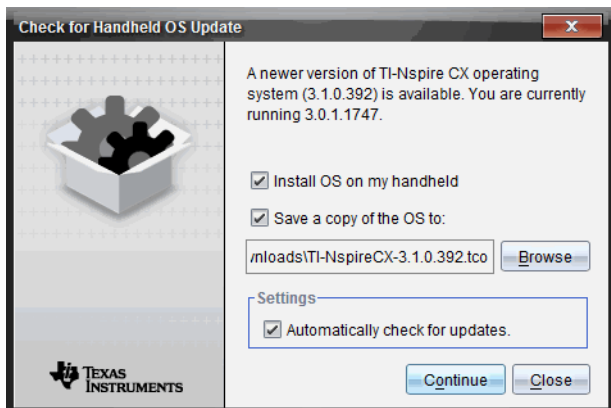 Check for Handheld OS Update
A newer version of TI-Nspire CX operating
system (3.1.0.392) is available. You are currently
running 3.0.1.1747.
Install OS on my handheld
Save a copy of the OS to:
nloads\TI-NspireCX-3.1.0.392.tco
Browse
Settings
Automatically check for updates.
TEXAS
INSTRUMENTS
Continue
Close